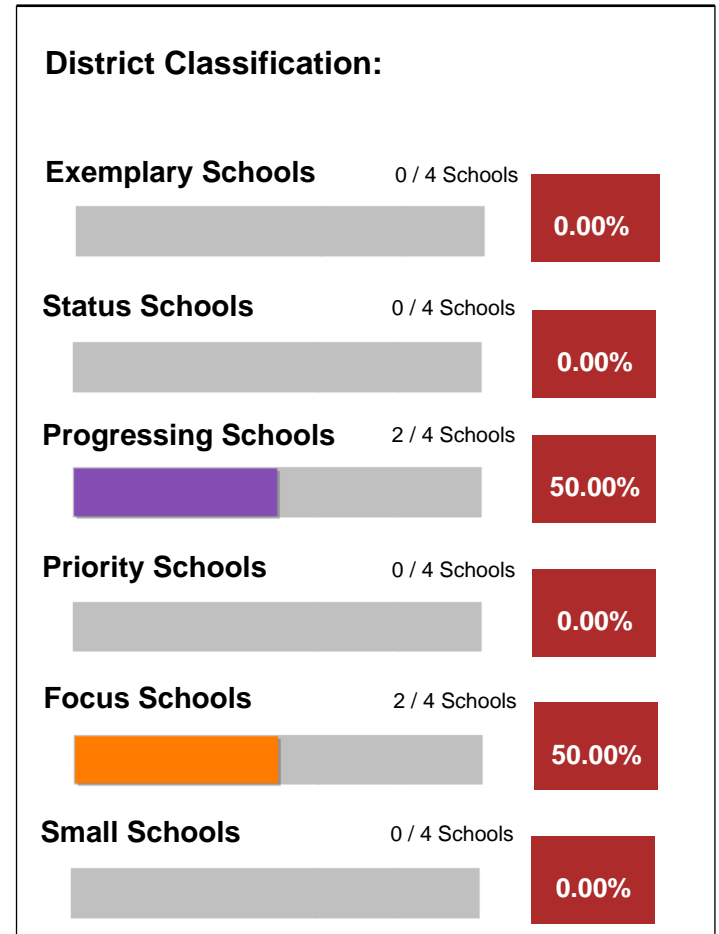 District Classification:
Exemplary Schools 0 / 4 Schools
0.00%
Status Schools 0 / 4 Schools
0.00%
Progressing Schools 2 / 4 Schools
50.00%
Priority Schools 0 / 4 Schools
0.00%
Focus Schools 2 / 4 Schools
50.00%
Small Schools 0 / 4 Schools
0.00%